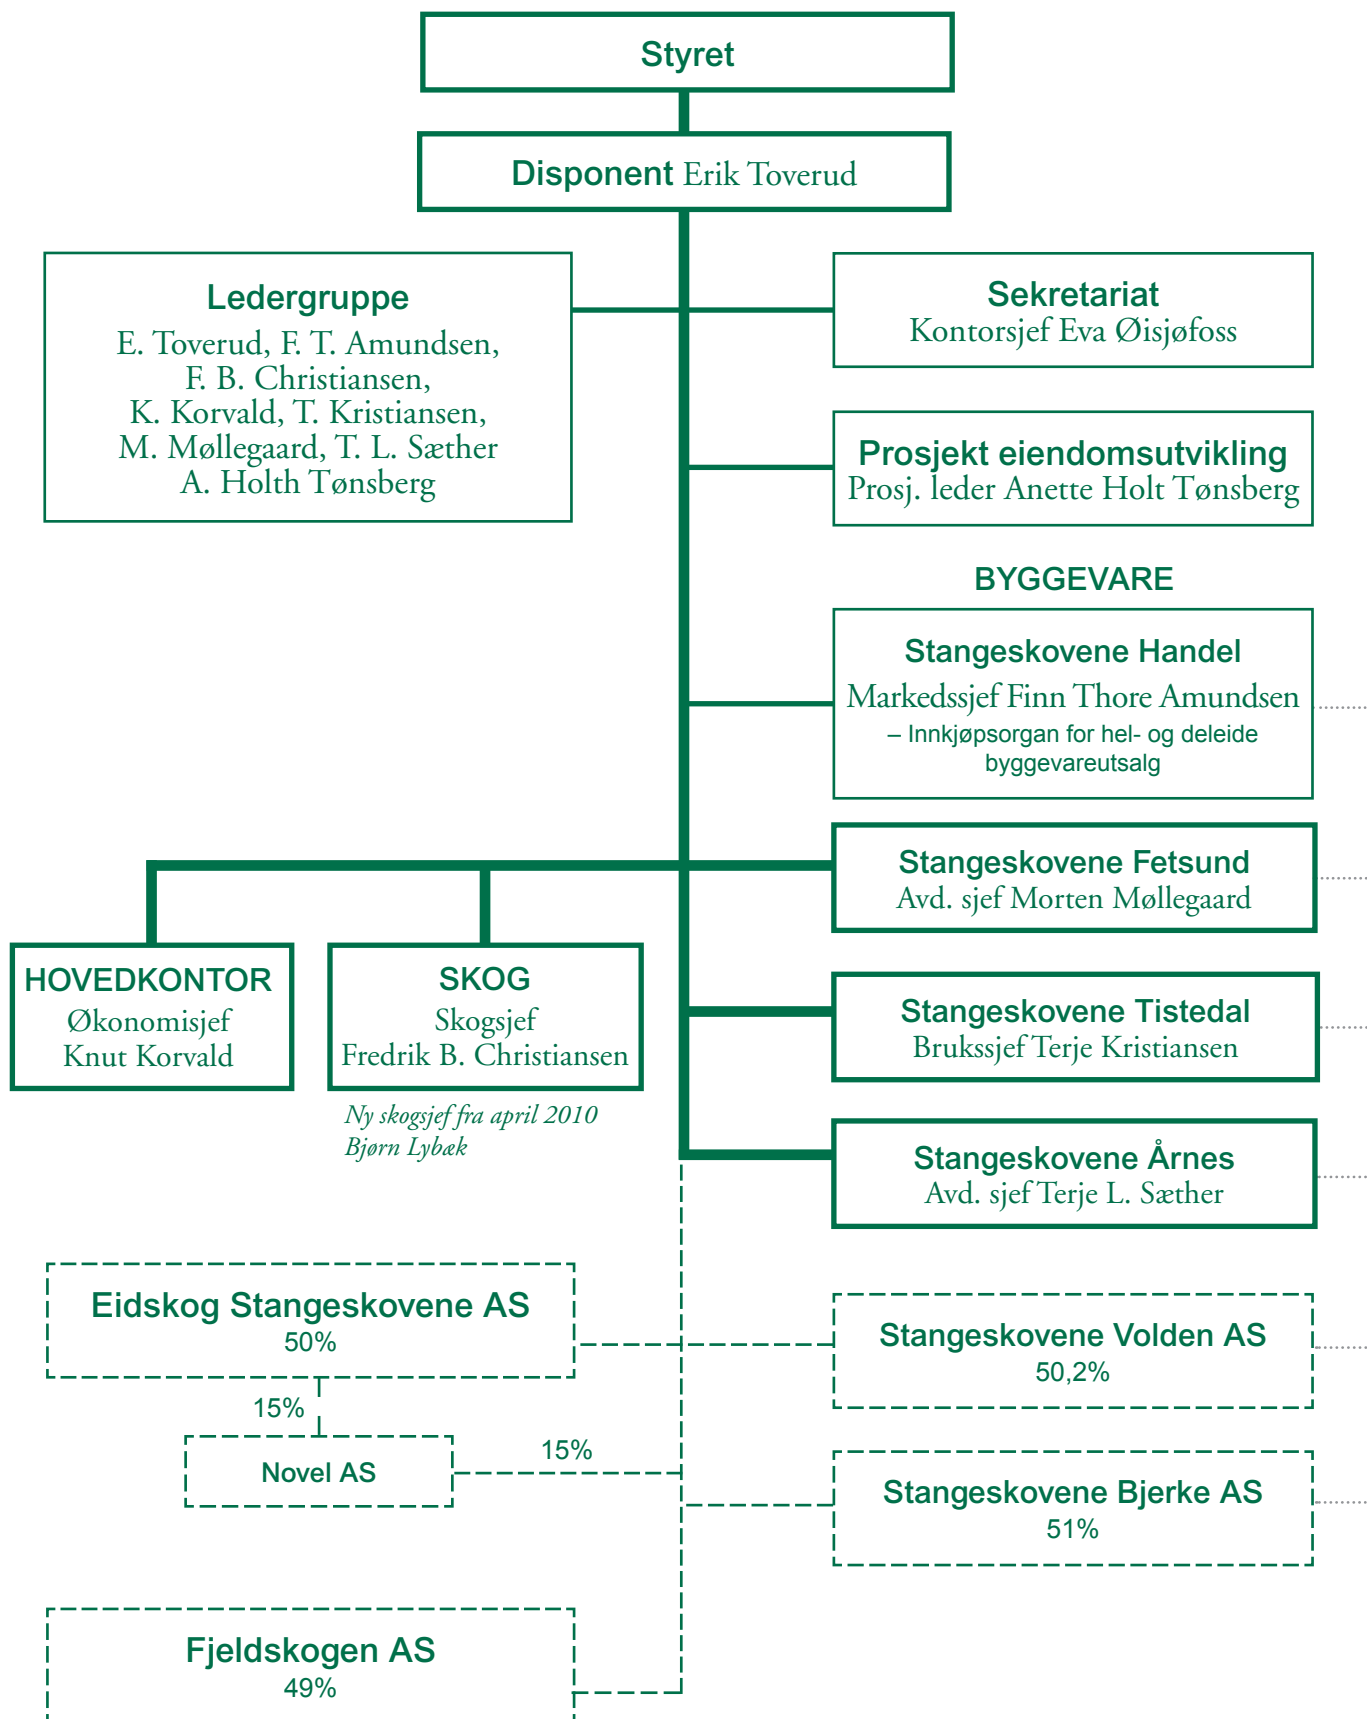 Styret
Disponent Erik Toverud
Ledergruppe
E. Toverud, F. T. Amundsen,
F. B. Christiansen,
K. Korvald, T. Kristiansen,
M. Møllegaard, T. L. Sæther
A. Holth Tønsberg
Sekretariat
Kontorsjef Eva Øisjøfoss
Prosjekt eiendomsutvikling
Prosj. leder Anette Holt Tønsberg
BYGGEVARE
Stangeskovene Handel
Markedssjef Finn Thore Amundsen
– Innkjøpsorgan for hel- og deleide
byggevareutsalg
Stangeskovene Fetsund
Avd. sjef Morten Møllegaard
HOVEDKONTOR
Økonomisjef
Knut Korvald
SKOG
Skogsjef
Fredrik B. Christiansen
Ny skogsjef fra april 2010
Bjørn Lybæk
Stangeskovene Tistedal
Brukssjef Terje Kristiansen
Stangeskovene Årnes
Avd. sjef Terje L. Sæther
Eidskog Stangeskovene AS
50%
Stangeskovene Volden AS
50,2%
15%
Novel AS
15%
Stangeskovene Bjerke AS
51%
Fjeldskogen AS
49%